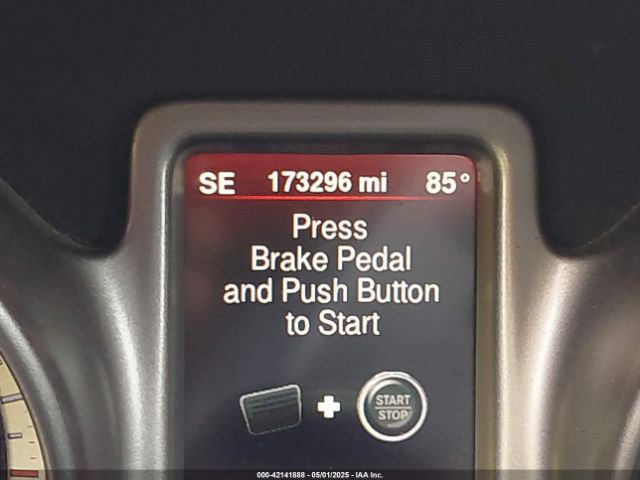 SE 173296 mi 85°
Press
Brake Pedal
and Push Button
to Start
START
STOP
000-42141888 - 05/01/2025 - IAA Inc.